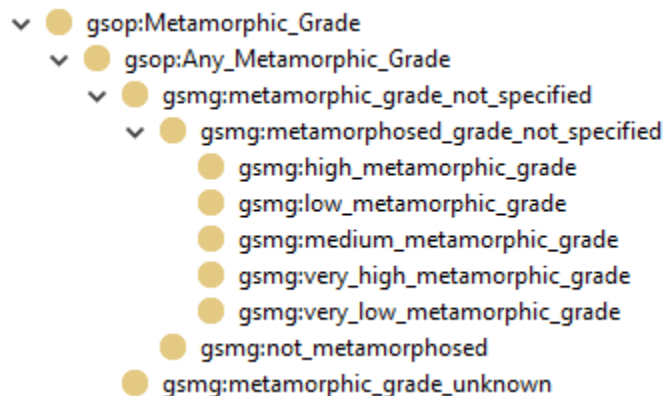 gsop:Metamorphic_Grade
gsop:Any_Metamorphic_Grade
gsmg:metamorphic_grade_not_specified
gsmg:metamorphosed_grade_not_specified
gsmg:high_metamorphic_grade
gsmg:low_metamorphic_grade
gsmg:medium_metamorphic_grade
gsmg:very_high_metamorphic_grade
gsmg:very_low_metamorphic_grade
gsmg:not_metamorphosed
gsmg:metamorphic_grade_unknown